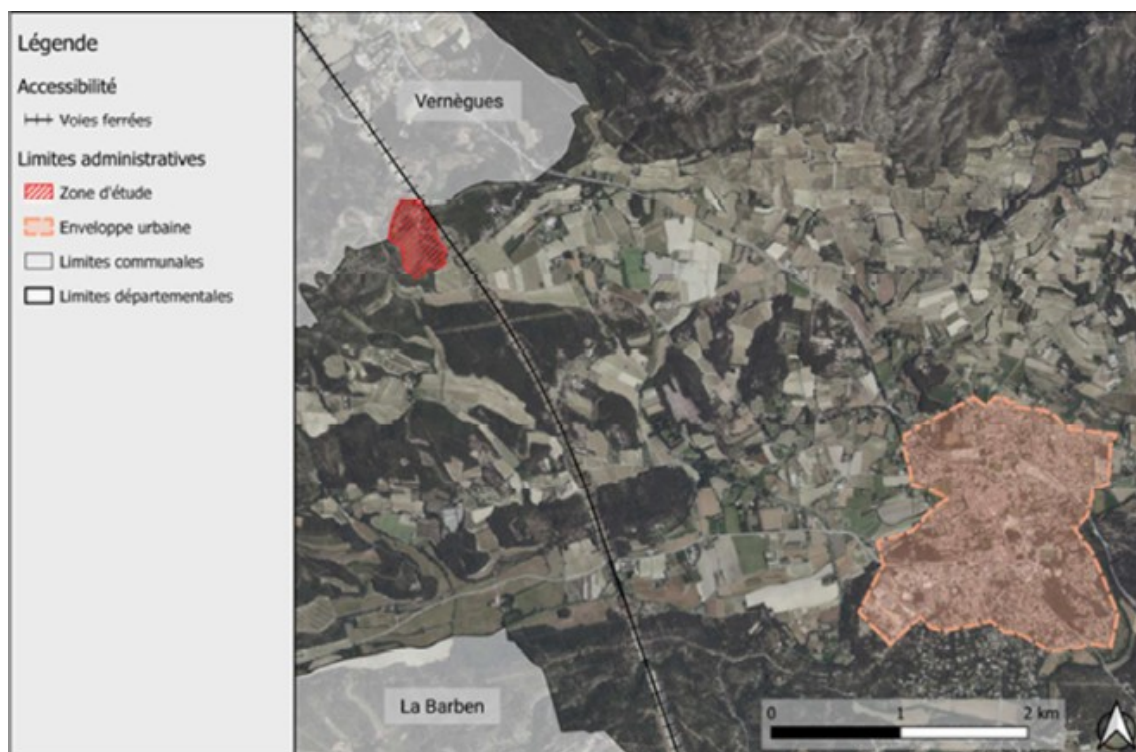 Légende
Accessibilité
Voies ferrées
Limites administratives
Zone d'étude
Enveloppe urbaine
Limites communales
Limites départementales
Vernègues
La Barben
0 1 2 km